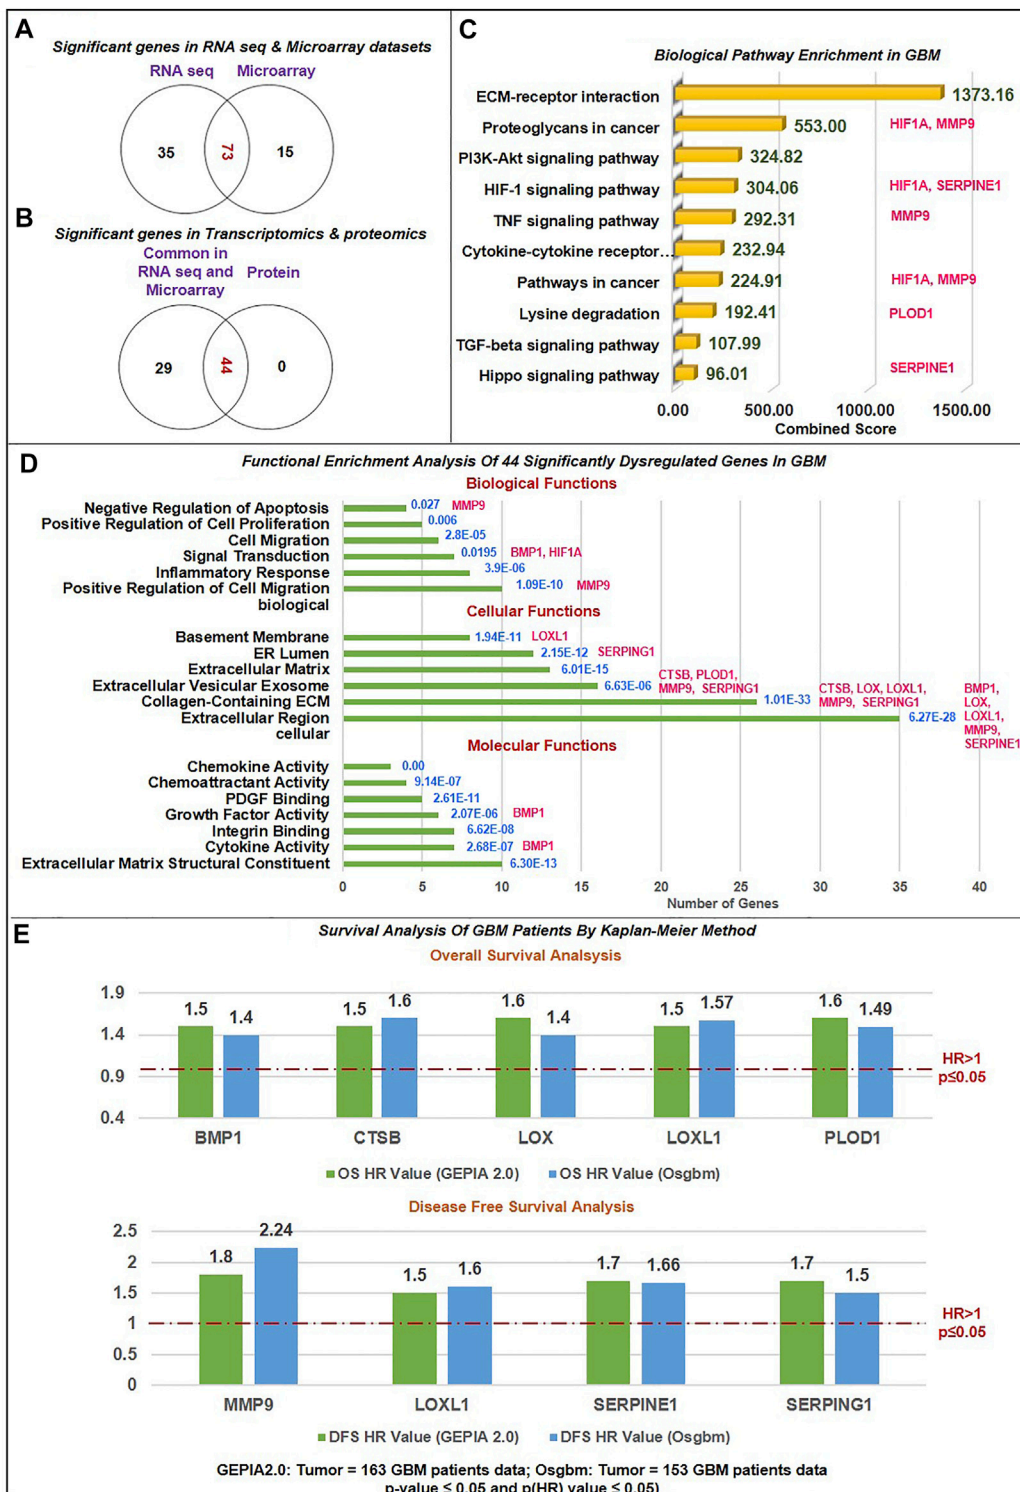 A
Significant genes in RNA seq & Microarray datasets
RNA seq Microarray
35 73 15
B
Significant genes in Transcriptomics & proteomics
Common in
RNA seq and Protein
Microarray
29 44 0
C
Biological Pathway Enrichment in GBM
ECM-receptor interaction 1373.16
Proteoglycans in cancer 553.00 HIF1A, MMP9
PI3K-Akt signaling pathway 324.82
HIF-1 signaling pathway 304.06 HIF1A, SERPINE1
TNF signaling pathway 292.31 MMP9
Cytokine-cytokine receptor... 232.94
Pathways in cancer 224.91 HIF1A, MMP9
Lysine degradation 192.41 PLOD1
TGF-beta signaling pathway 107.99
Hippo signaling pathway 96.01 SERPINE1
0.00 500.00 1000.00 1500.00
Combined Score
D
Functional Enrichment Analysis Of 44 Significantly Dysregulated Genes In GBM
Biological Functions
Negative Regulation of Apoptosis 0.027 MMP9
Positive Regulation of Cell Proliferation 0.006
Cell Migration 2.8E-05
Signal Transduction 0.0195 BMP1, HIF1A
Inflammatory Response 3.9E-06
Positive Regulation of Cell Migration 1.09E-10 MMP9
biological
Cellular Functions
Basement Membrane 1.94E-11 LOXL1
ER Lumen 2.15E-12 SERPING1
Extracellular Matrix 6.01E-15
Extracellular Vesicular Exosome 6.63E-06 CTSB, PLOD1,
MMP9, SERPING1
Collagen-Containing ECM 1.01E-33 CTSB, LOX, LOXL1,
MMP9, SERPING1
Extracellular Region 6.27E-28 BMP1,
LOX,
LOXL1,
MMP9,
SERPINE1
cellular
Molecular Functions
Chemokine Activity 0.00
Chemoattractant Activity 9.14E-07
PDGF Binding 2.61E-11
Growth Factor Activity 2.07E-06 BMP1
Integrin Binding 6.62E-08
Cytokine Activity 2.68E-07 BMP1
Extracellular Matrix Structural Constituent 6.30E-13
0 5 10 15 20 25 30 35 40
Number of Genes
E
Survival Analysis Of GBM Patients By Kaplan-Meier Method
Overall Survival Analsysis
1.9
1.4
0.9
0.4
1.5 1.4 1.5 1.6 1.6 1.4 1.5 1.57 1.6 1.49
HR>1
p≤0.05
BMP1 CTSB LOX LOXL1 PLOD1
OS HR Value (GEPIA 2.0) OS HR Value (Osgbm)
Disease Free Survival Analysis
2.5
2
1.5
1
0.5
0
1.8 2.24 1.5 1.6 1.7 1.66 1.7 1.5
HR>1
p≤0.05
MMP9 LOXL1 SERPINE1 SERPING1
DFS HR Value (GEPIA 2.0) DFS HR Value (Osgbm)
GEPIA2.0: Tumor = 163 GBM patients data; Osgbm: Tumor = 153 GBM patients data
p-value ≤ 0.05 and p(HR) value ≤ 0.05)